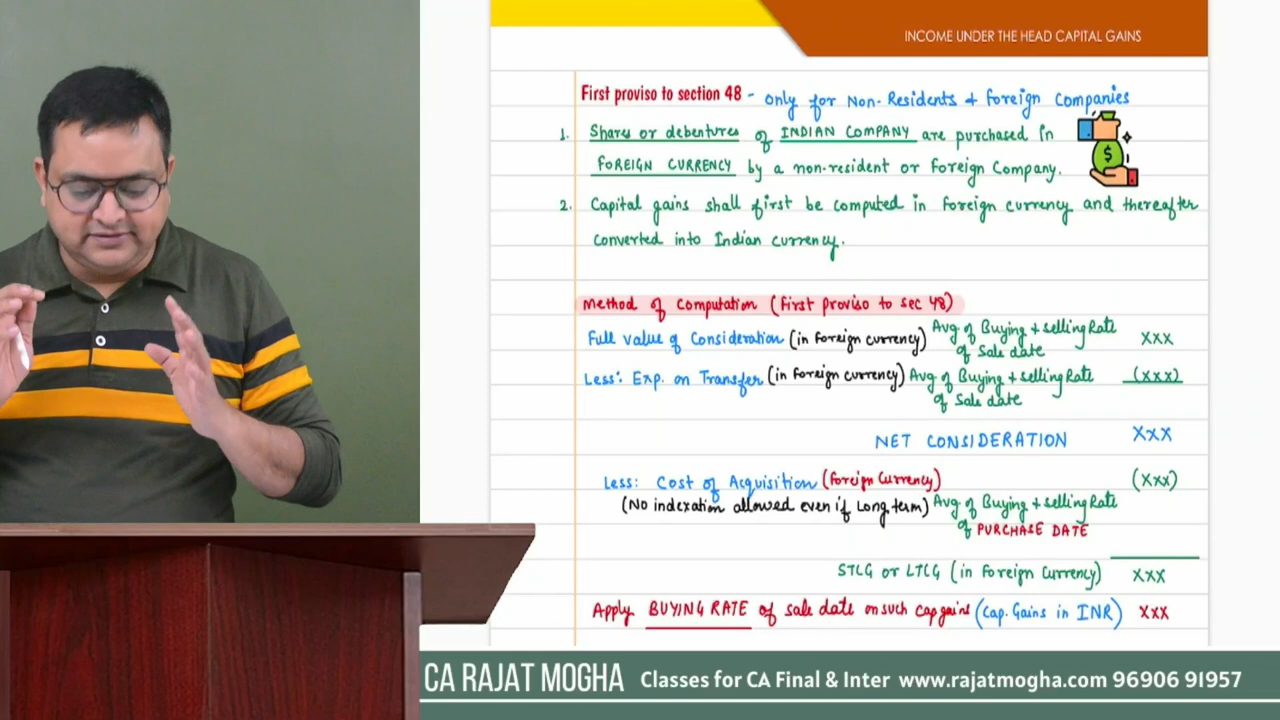 INCOME UNDER THE HEAD CAPITAL GAINS
First proviso to section 48 - only for Non-Residents & foreign Companies
1. Shares or debentures of INDIAN COMPANY are purchased in
FOREIGN CURRENCY by a non-resident or foreign Company.
2. Capital gains shall first be computed in foreign currency and thereafter
converted into Indian currency.
$
Method of Computation (first proviso to sec 48)
Full value of Consideration (in foreign currency) Avg of Buying + selling Rate XXX
of Sale date
Less: Exp. on Transfer (in foreign currency) Avg of Buying + selling Rate (XXX)
of Sale date
NET CONSIDERATION XXX
Less: Cost of Acquisition (foreign Currency) (XXX)
(No indexation allowed even if Long term) Avg of Buying + selling Rate
of PURCHASE DATE
STCG or LTCG (in foreign Currency) XXX
Apply BUYING RATE of sale date on such cap gains (Cap. Gains in INR) XXX
CA RAJAT MOGHA Classes for CA Final & Inter www.rajatmogha.com 96906 91957